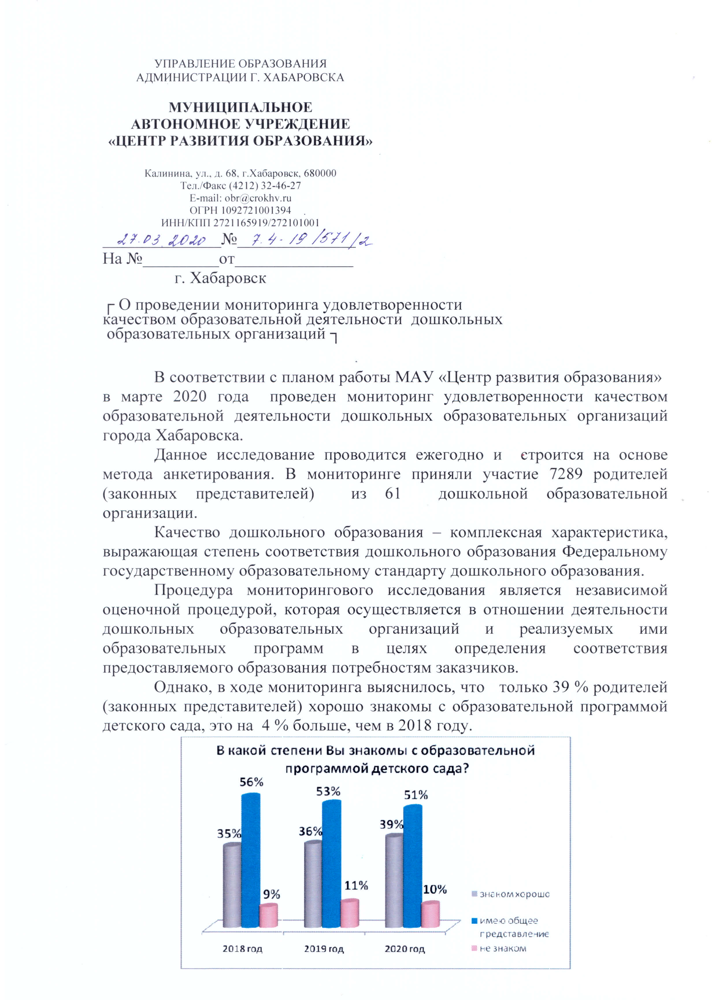 УПРАВЛЕНИЕ ОБРАЗОВАНИЯ
АДМИНИСТРАЦИИ Г. ХАБАРОВСКА
МУНИЦИПАЛЬНОЕ
АВТОНОМНОЕ УЧРЕЖДЕНИЕ
«ЦЕНТР РАЗВИТИЯ ОБРАЗОВАНИЯ»
Калинина, ул., д. 68, г.Хабаровск, 680000
Тел./Факс (4212) 32-46-27
E-mail: obr@crokhv.ru
ОГРН 1092721001394
ИНН/КПП 2721165919/272101001
27.03.2020 № 7.4-19/571/2
На №__________от________________
г. Хабаровск
О проведении мониторинга удовлетворенности
качеством образовательной деятельности дошкольных
образовательных организаций
В соответствии с планом работы МАУ «Центр развития образования»
в марте 2020 года проведен мониторинг удовлетворенности качеством
образовательной деятельности дошкольных образовательных организаций
города Хабаровска.
Данное исследование проводится ежегодно и строится на основе
метода анкетирования. В мониторинге приняли участие 7289 родителей
(законных представителей) из 61 дошкольной образовательной
организации.
Качество дошкольного образования – комплексная характеристика,
выражающая степень соответствия дошкольного образования Федеральному
государственному образовательному стандарту дошкольного образования.
Процедура мониторингового исследования является независимой
оценочной процедурой, которая осуществляется в отношении деятельности
дошкольных образовательных организаций и реализуемых ими
образовательных программ в целях определения соответствия
предоставляемого образования потребностям заказчиков.
Однако, в ходе мониторинга выяснилось, что только 39 % родителей
(законных представителей) хорошо знакомы с образовательной программой
детского сада, это на 4 % больше, чем в 2018 году.
В какой степени Вы знакомы с образовательной
программой детского сада?
56%
53%
51%
35%
36%
39%
9%
11%
10%
знаком хорошо
имею общее
представление
не знаком
2018 год
2019 год
2020 год